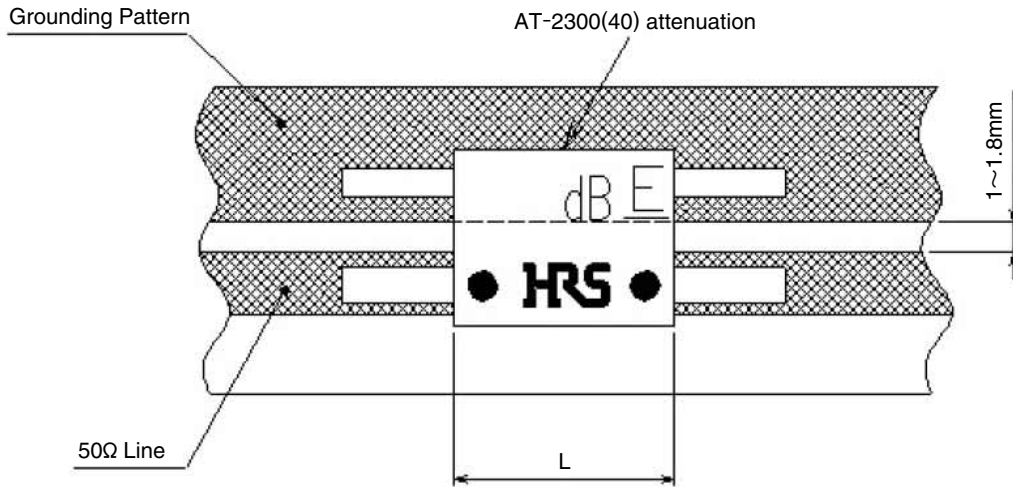 Grounding Pattern
AT-2300(40) attenuation
1~1.8mm
dB E
HRS
50Ω Line
L